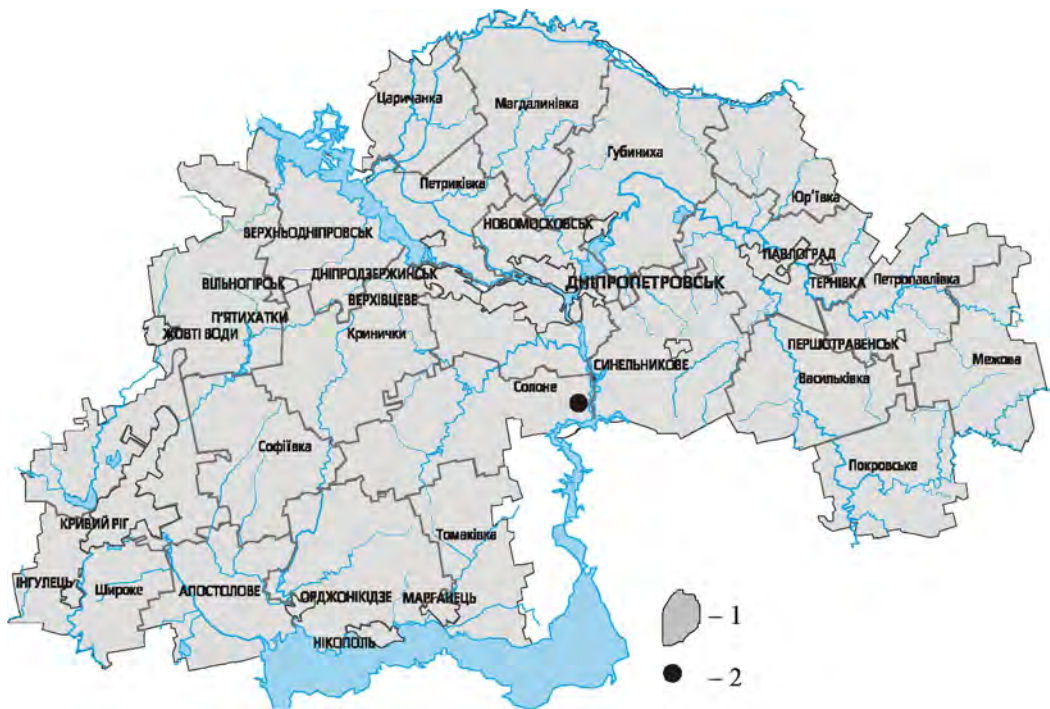 Царичанка
Магдалинівка
Губиниха
Петриківка
Юр'ївка
НОВОМОСКОВСЬК
ВЕРХНЬОДНІПРОВСЬК
ПАВЛОГРАД
ДНІПРОДЗЕРЖИНСЬК
ДНІПРОПЕТРОВСЬК
ТЕРНІВКА
Петропавлівка
ВІЛЬНОГІРСЬК
ВЕРХІВЦЕВЕ
П'ЯТИХАТКИ
ЖОВТІ ВОДИ
Кринички
ПЕРШОТРАВЕНСЬК
Межова
СИНЕЛЬНИКОВЕ
Васильківка
Солоне
Софіївка
Покровське
КРИВИЙ РІГ
Томаківка
ІНГУЛЕЦЬ
Широке
АПОСТОЛОВЕ
ОРДЖОНІКІДЗЕ
МАРГАНЕЦЬ
– 1
НІКОПОЛЬ
– 2